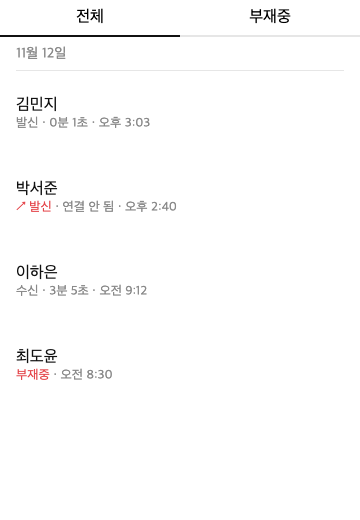 전체
부재중
11월 12일
김민지
발신 · 0분 1초 · 오후 3:03
박서준
↗ 발신 · 연결 안 됨 · 오후 2:40
이하은
수신 · 3분 5초 · 오전 9:12
최도윤
부재중 · 오전 8:30